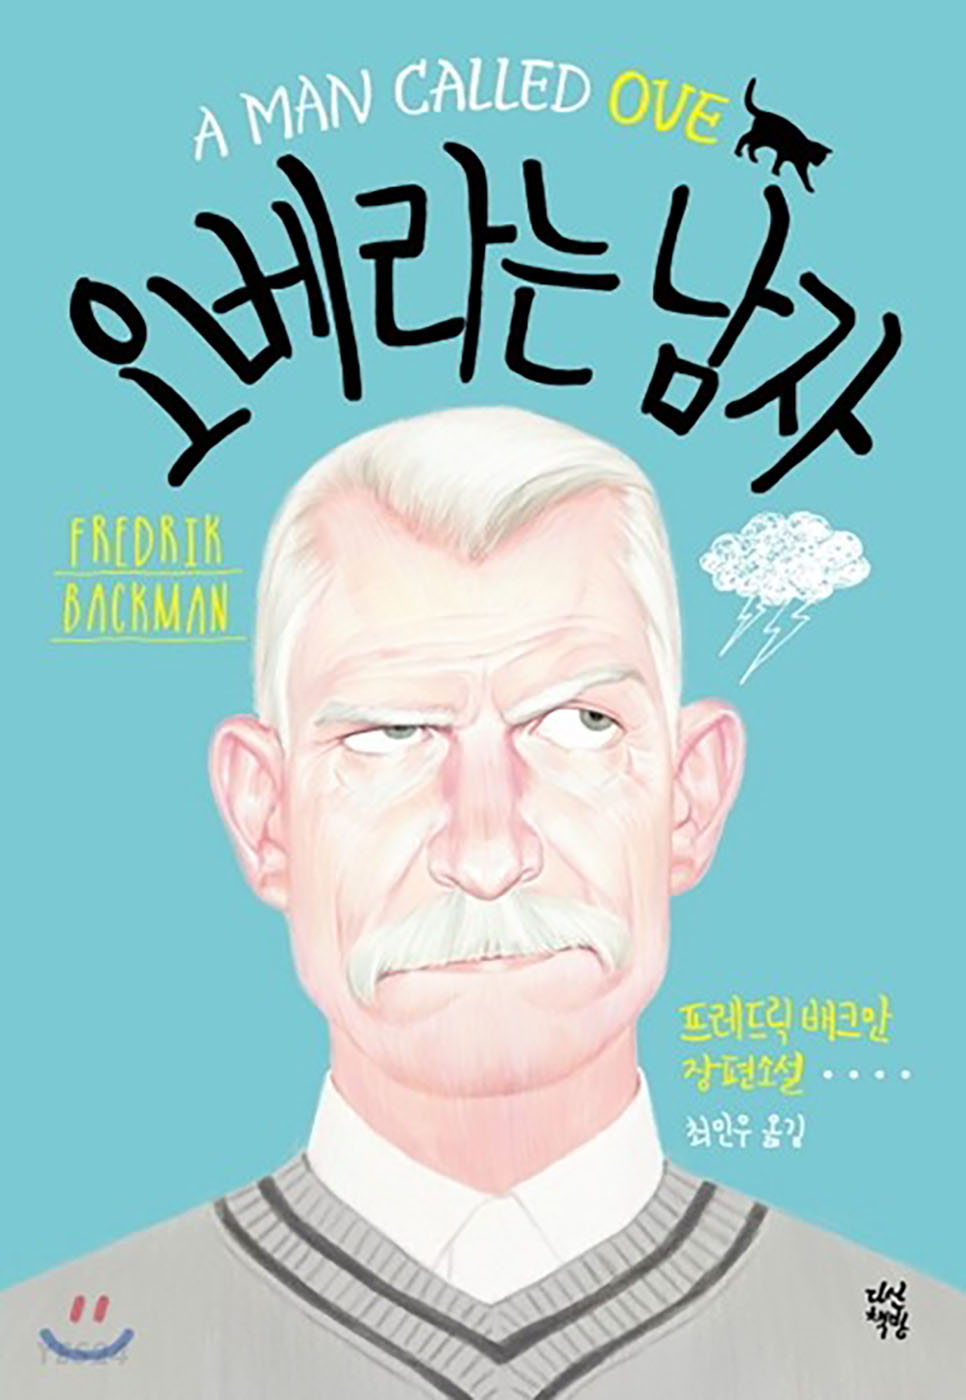 A MAN CALLED OVE
오베라는 남자
FREDRIK
BACKMAN
프레드릭 배크만
장편소설 ····
최민우 옮김
다산
책방
YES24